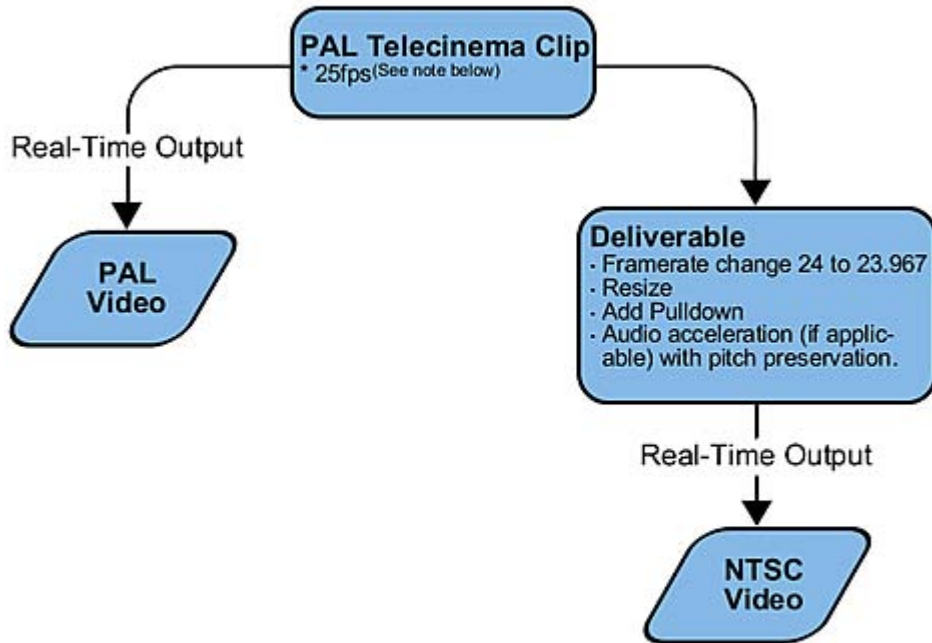 PAL Telecinema Clip
* 25fps(See note below)
Real-Time Output
PAL
Video
Deliverable
- Framerate change 24 to 23.967
- Resize
- Add Pulldown
- Audio acceleration (if applic-
able) with pitch preservation.
Real-Time Output
NTSC
Video